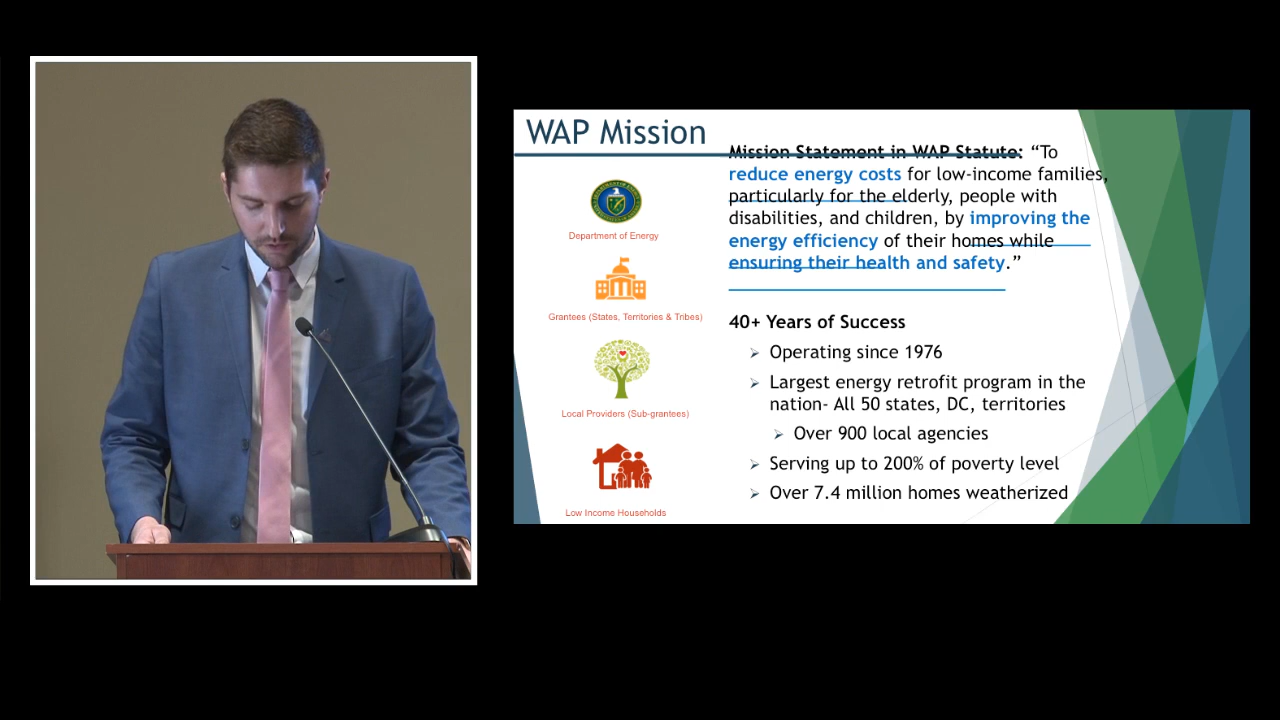 WAP Mission
Mission Statement in WAP Statute: “To
reduce energy costs for low-income families,
particularly for the elderly, people with
disabilities, and children, by improving the
energy efficiency of their homes while
ensuring their health and safety.”
Department of Energy
Grantees (States, Territories & Tribes)
Local Providers (Sub-grantees)
Low Income Households
40+ Years of Success
Operating since 1976
Largest energy retrofit program in the
nation- All 50 states, DC, territories
Over 900 local agencies
Serving up to 200% of poverty level
Over 7.4 million homes weatherized